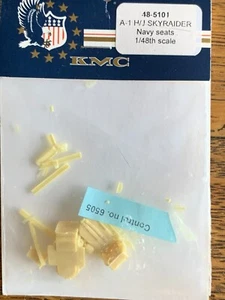 48-5101
A-1 H/J SKYRAIDER
Navy seats
1/48th scale
KMC
Control no. 6505